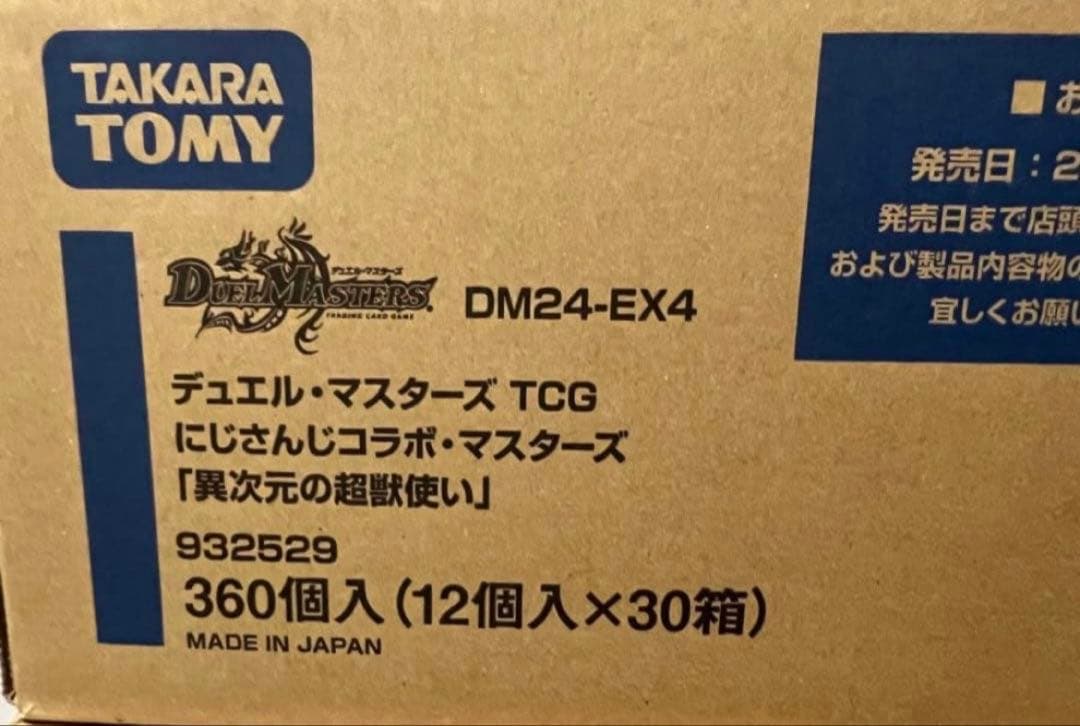 TAKARA
TOMY
デュエル・マスターズ
DUEL MASTERS
TRADING CARD GAME
DM24-EX4
デュエル・マスターズ TCG
にじさんじコラボ・マスターズ
「異次元の超獣使い」
932529
360個入(12個入×30箱)
MADE IN JAPAN
■お
発売日:2
発売日まで店頭
および製品内容物の
宜しくお願い